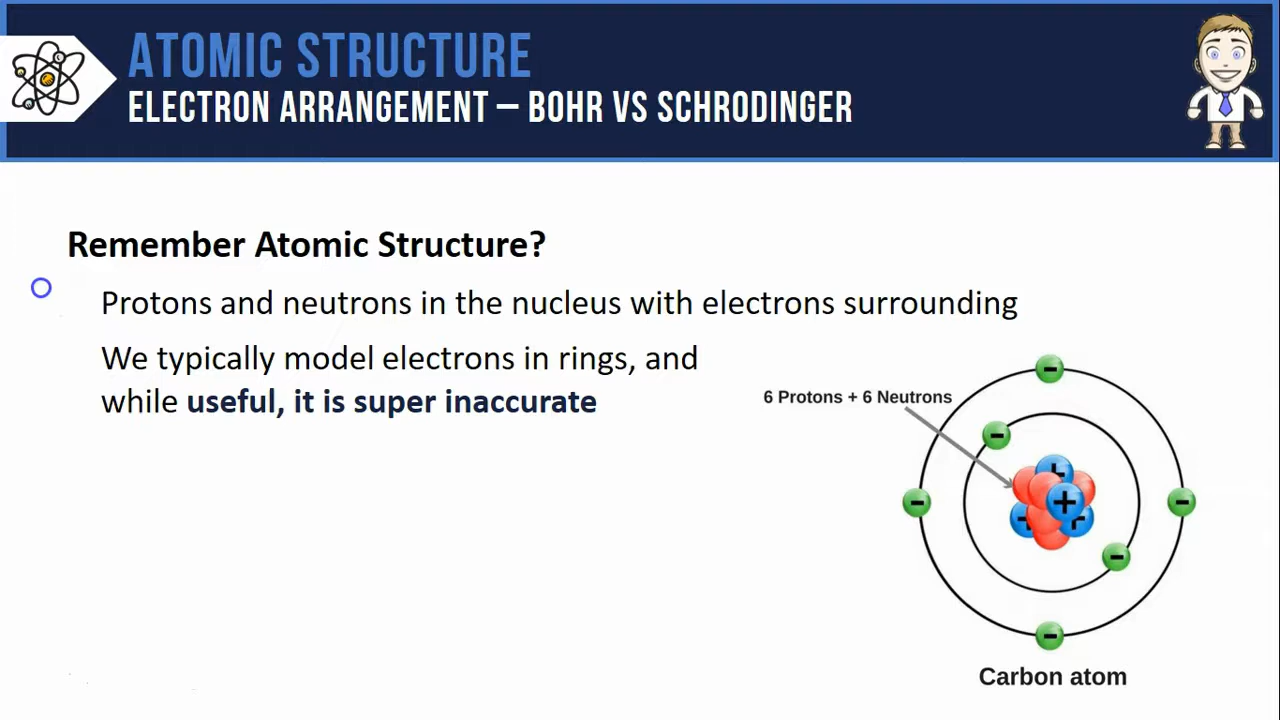 ATOMIC STRUCTURE
ELECTRON ARRANGEMENT – BOHR VS SCHRODINGER
Remember Atomic Structure?
Protons and neutrons in the nucleus with electrons surrounding
We typically model electrons in rings, and
while useful, it is super inaccurate
6 Protons + 6 Neutrons
Carbon atom